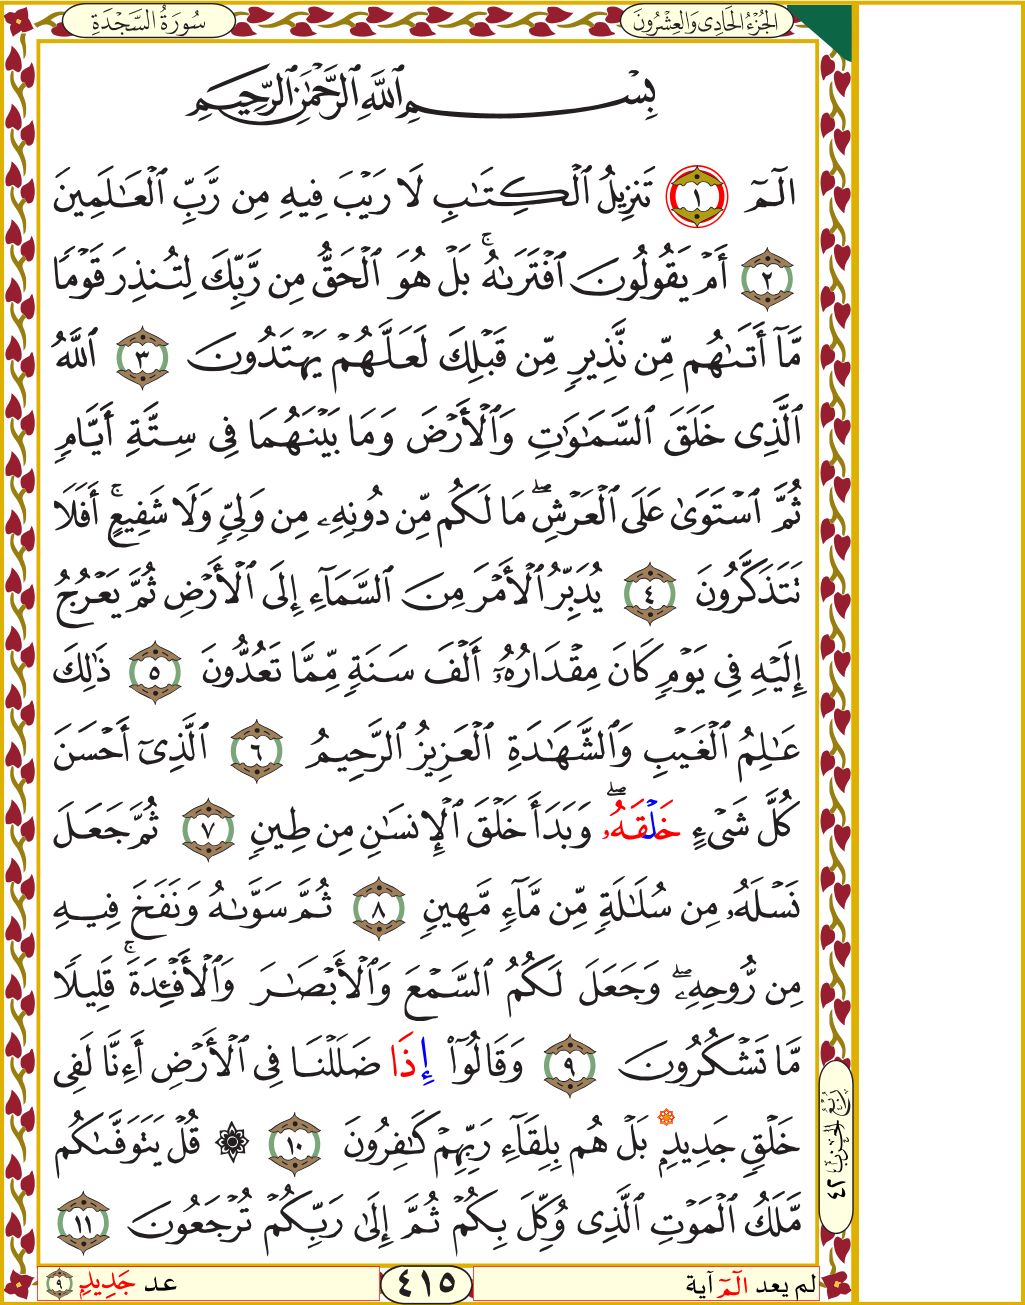 الجُزْءُ الحَادِى وَالعِشْرُونَ
سُورَةُ السَّجْدَةِ
بِسْمِ ٱللَّهِ ٱلرَّحْمَٰنِ ٱلرَّحِيمِ
الٓمٓ ١ تَنزِيلُ ٱلْكِتَٰبِ لَا رَيْبَ فِيهِ مِن رَّبِّ ٱلْعَٰلَمِينَ
٢ أَمْ يَقُولُونَ ٱفْتَرَىٰهُ ۚ بَلْ هُوَ ٱلْحَقُّ مِن رَّبِّكَ لِتُنذِرَ قَوْمًا
مَّآ أَتَىٰهُم مِّن نَّذِيرٍ مِّن قَبْلِكَ لَعَلَّهُمْ يَهْتَدُونَ ٣ ٱللَّهُ
ٱلَّذِى خَلَقَ ٱلسَّمَٰوَٰتِ وَٱلْأَرْضَ وَمَا بَيْنَهُمَا فِى سِتَّةِ أَيَّامٍ
ثُمَّ ٱسْتَوَىٰ عَلَى ٱلْعَرْشِ ۖ مَا لَكُم مِّن دُونِهِۦ مِن وَلِىٍّ وَلَا شَفِيعٍ ۚ أَفَلَا
تَتَذَكَّرُونَ ٤ يُدَبِّرُ ٱلْأَمْرَ مِنَ ٱلسَّمَآءِ إِلَى ٱلْأَرْضِ ثُمَّ يَعْرُجُ
إِلَيْهِ فِى يَوْمٍ كَانَ مِقْدَارُهُۥٓ أَلْفَ سَنَةٍ مِّمَّا تَعُدُّونَ ٥ ذَٰلِكَ
عَٰلِمُ ٱلْغَيْبِ وَٱلشَّهَٰدَةِ ٱلْعَزِيزُ ٱلرَّحِيمُ ٦ ٱلَّذِىٓ أَحْسَنَ
كُلَّ شَىْءٍ خَلْقَهُۥ ۖ وَبَدَأَ خَلْقَ ٱلْإِنسَٰنِ مِن طِينٍ ٧ ثُمَّ جَعَلَ
نَسْلَهُۥ مِن سُلَٰلَةٍ مِّن مَّآءٍ مَّهِينٍ ٨ ثُمَّ سَوَّىٰهُ وَنَفَخَ فِيهِ
مِن رُّوحِهِۦ ۖ وَجَعَلَ لَكُمُ ٱلسَّمْعَ وَٱلْأَبْصَٰرَ وَٱلْأَفْـِٔدَةَ ۚ قَلِيلًا
مَّا تَشْكُرُونَ ٩ وَقَالُوٓا۟ إِذَا ضَلَلْنَا فِى ٱلْأَرْضِ أَءِنَّا لَفِى
خَلْقٍ جَدِيدٍۭ بَلْ هُم بِلِقَآءِ رَبِّهِمْ كَٰفِرُونَ ١٠ ۞ قُلْ يَتَوَفَّىٰكُم
مَّلَكُ ٱلْمَوْتِ ٱلَّذِى وُكِّلَ بِكُمْ ثُمَّ إِلَىٰ رَبِّكُمْ تُرْجَعُونَ ١١
رُبْعُ الحِزْبِ ٤٢
لم يعد الٓمٓ آية
٤١٥
عد جَدِيدٍۭ ٩